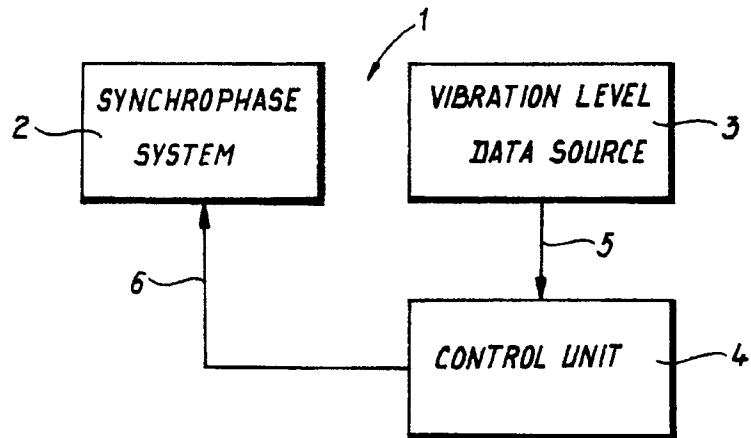 1
SYNCHROPHASE
SYSTEM
2
VIBRATION LEVEL
DATA SOURCE
3
5
6
CONTROL UNIT
4